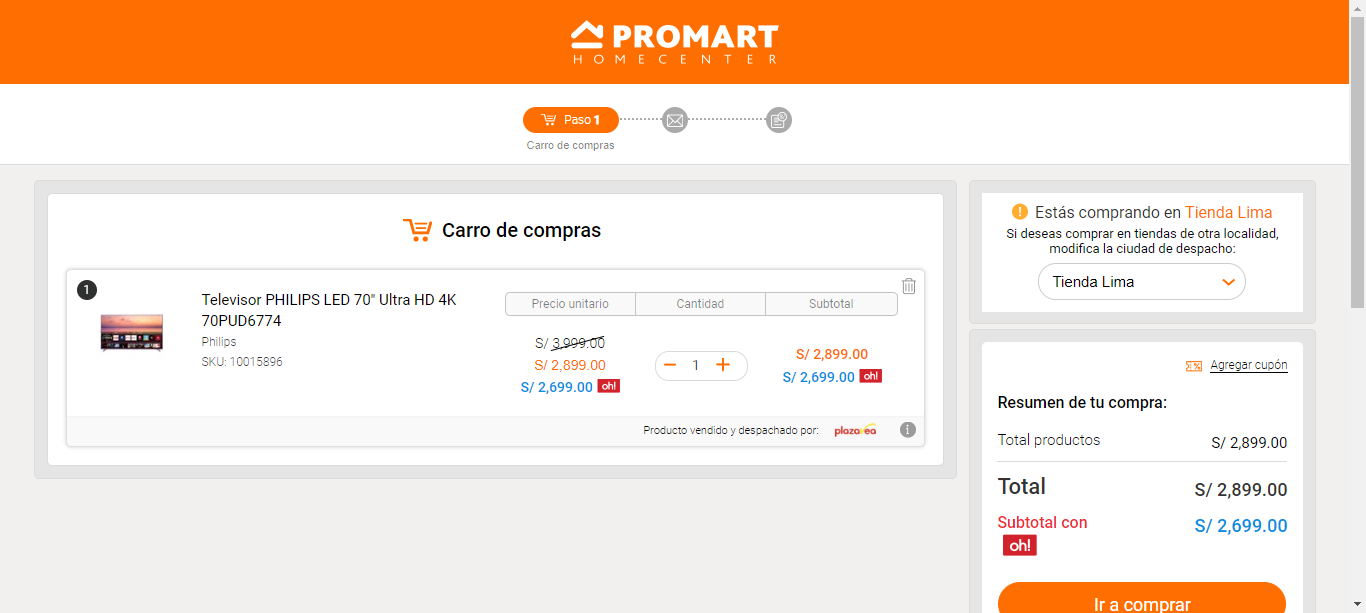 PROMART
HOMECENTER
Paso 1
Carro de compras
Carro de compras
1
Televisor PHILIPS LED 70" Ultra HD 4K
70PUD6774
Philips
SKU: 10015896
Precio unitario
Cantidad
Subtotal
S/ 3,999.00
S/ 2,899.00
S/ 2,699.00 oh!
1
S/ 2,899.00
S/ 2,699.00 oh!
Producto vendido y despachado por: plazavea
Estás comprando en Tienda Lima
Si deseas comprar en tiendas de otra localidad,
modifica la ciudad de despacho:
Tienda Lima
Agregar cupón
Resumen de tu compra:
Total productos S/ 2,899.00
Total S/ 2,899.00
Subtotal con S/ 2,699.00
oh!
Ir a comprar